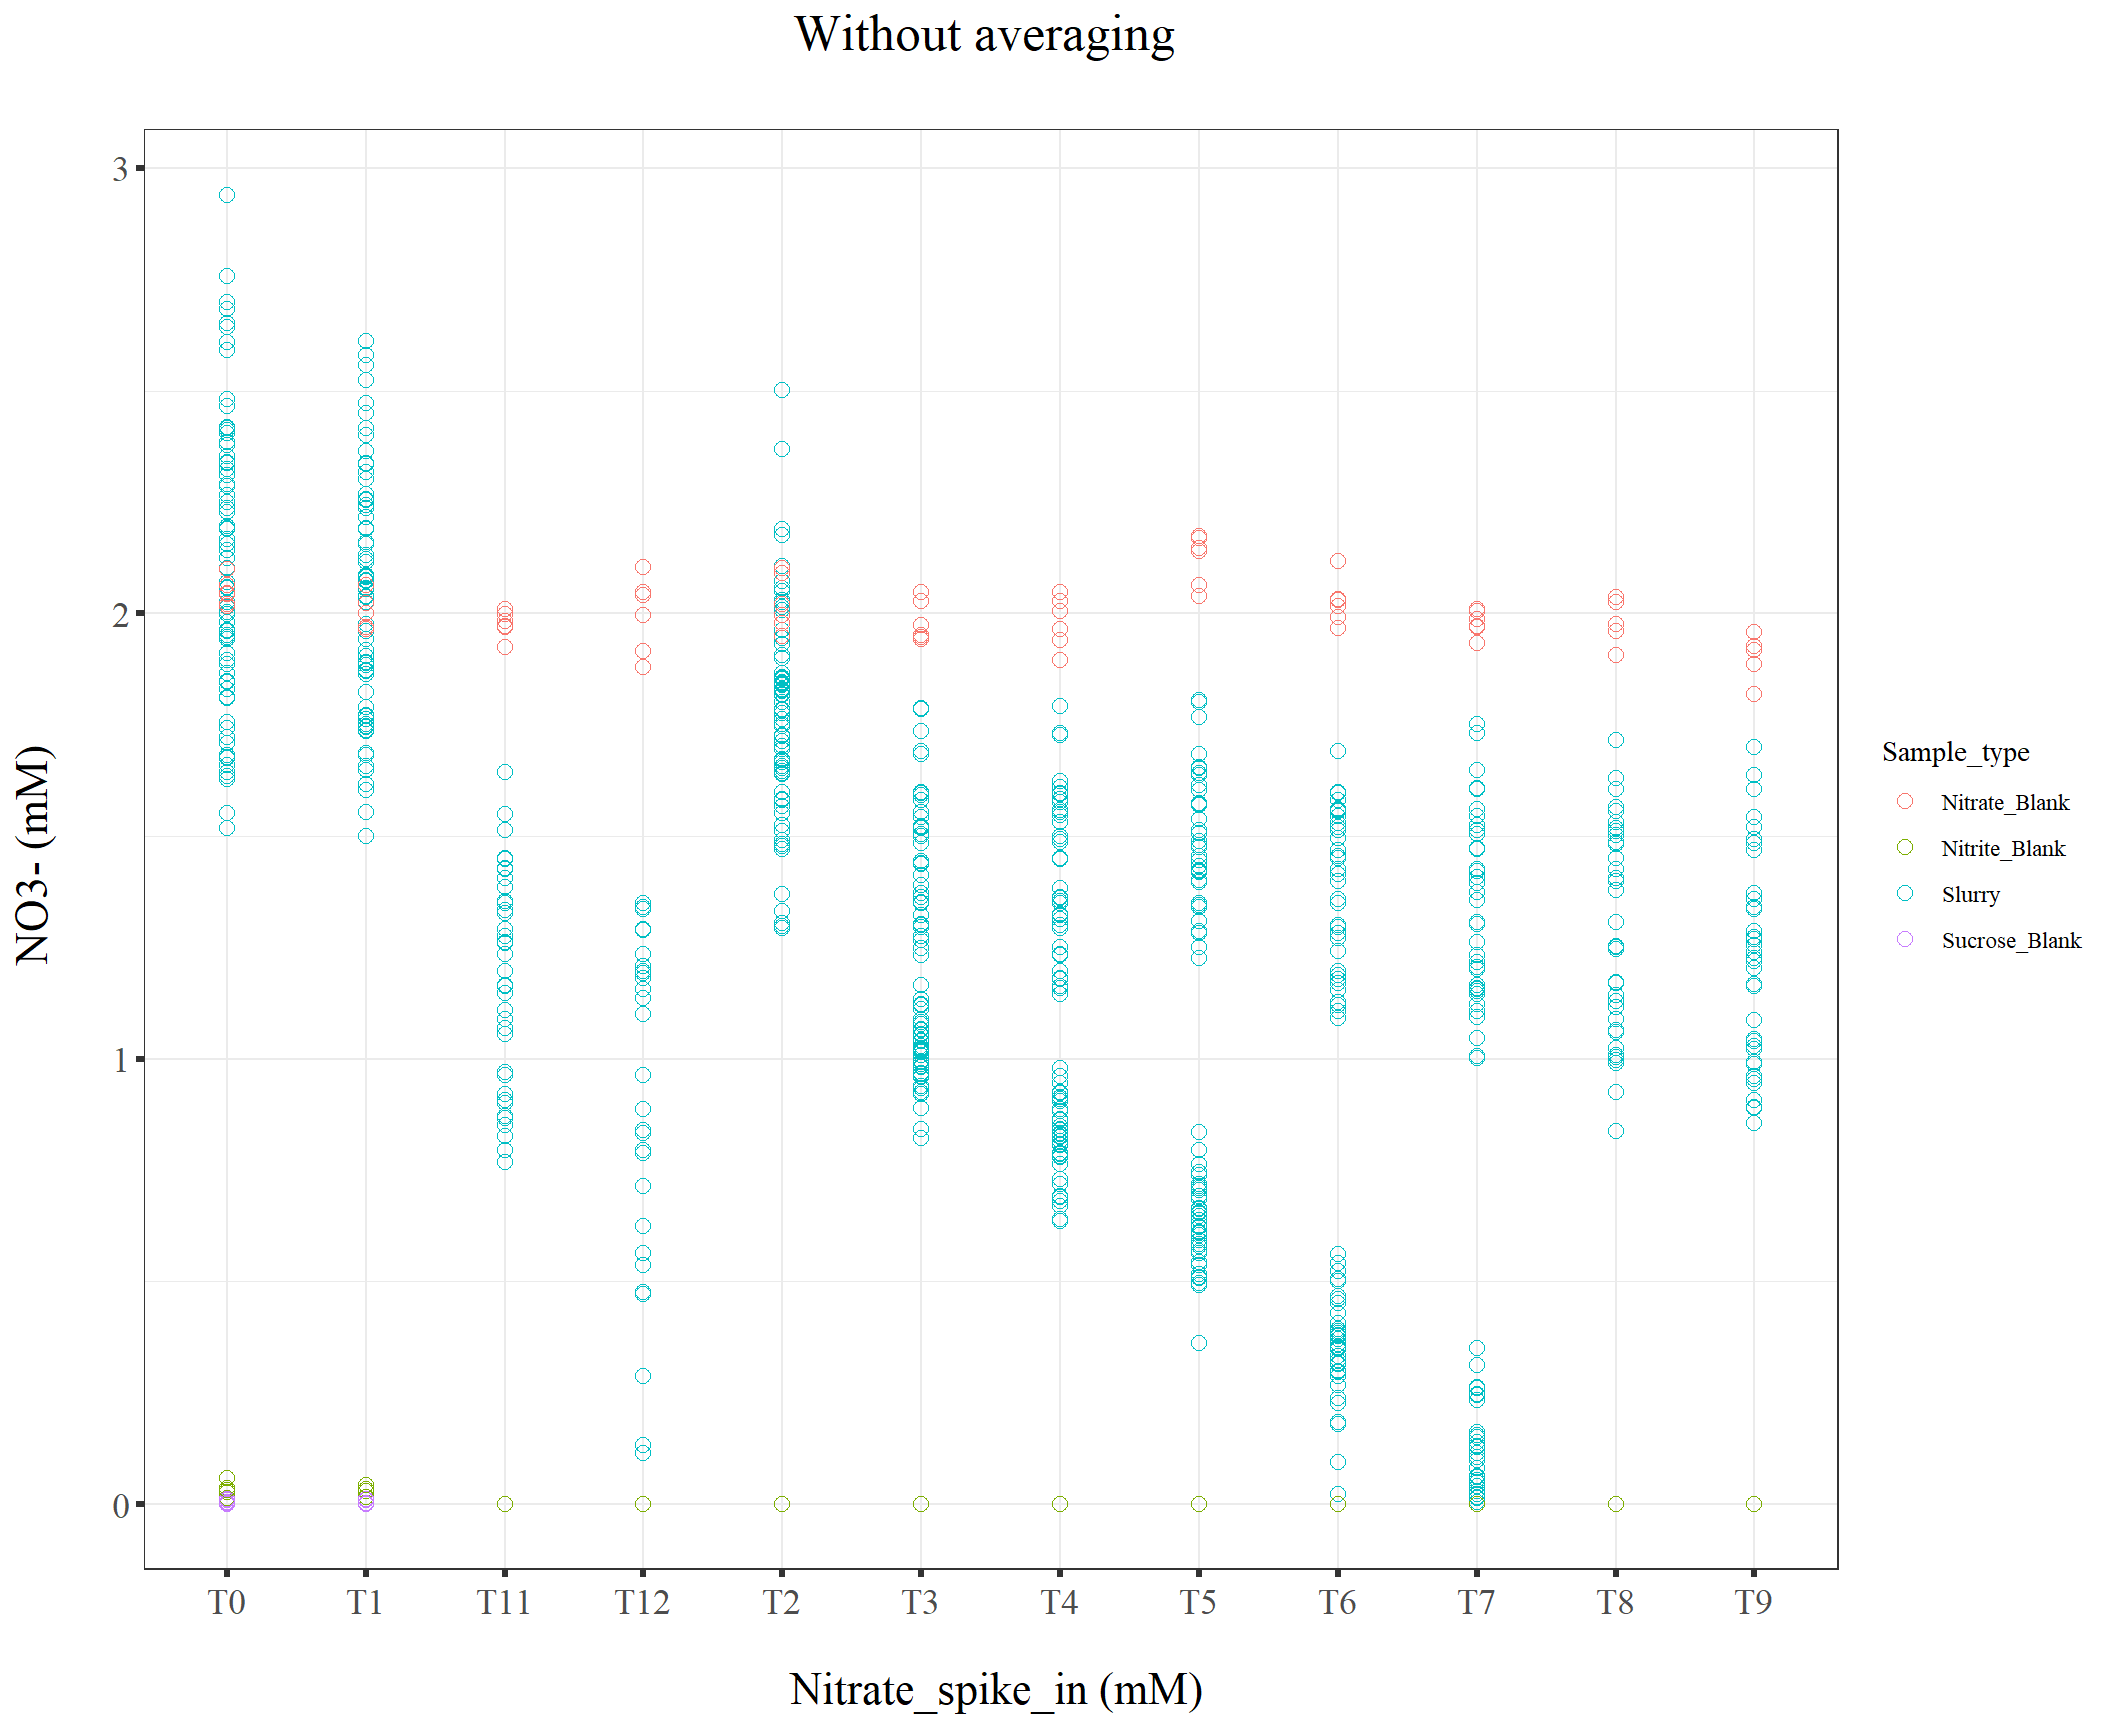 Without averaging
NO3- (mM)
3
2
1
0
T0 T1 T11 T12 T2 T3 T4 T5 T6 T7 T8 T9
Nitrate_spike_in (mM)
Sample_type
Nitrate_Blank
Nitrite_Blank
Slurry
Sucrose_Blank